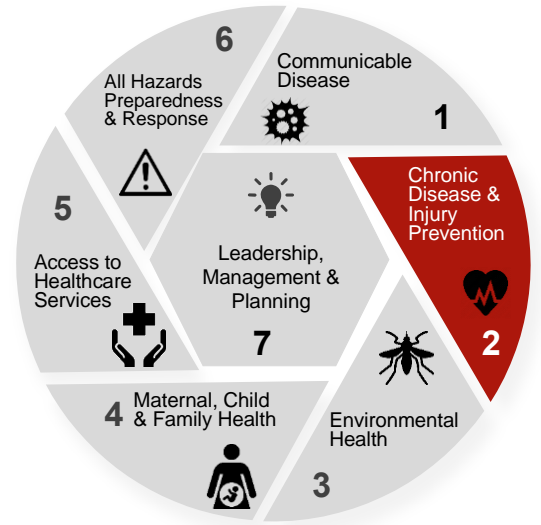 6
All Hazards
Preparedness
& Response
Communicable
Disease
1
Chronic
Disease &
Injury
Prevention
2
5
Access to
Healthcare
Services
Leadership,
Management &
Planning
7
4
Maternal, Child
& Family Health
Environmental
Health
3